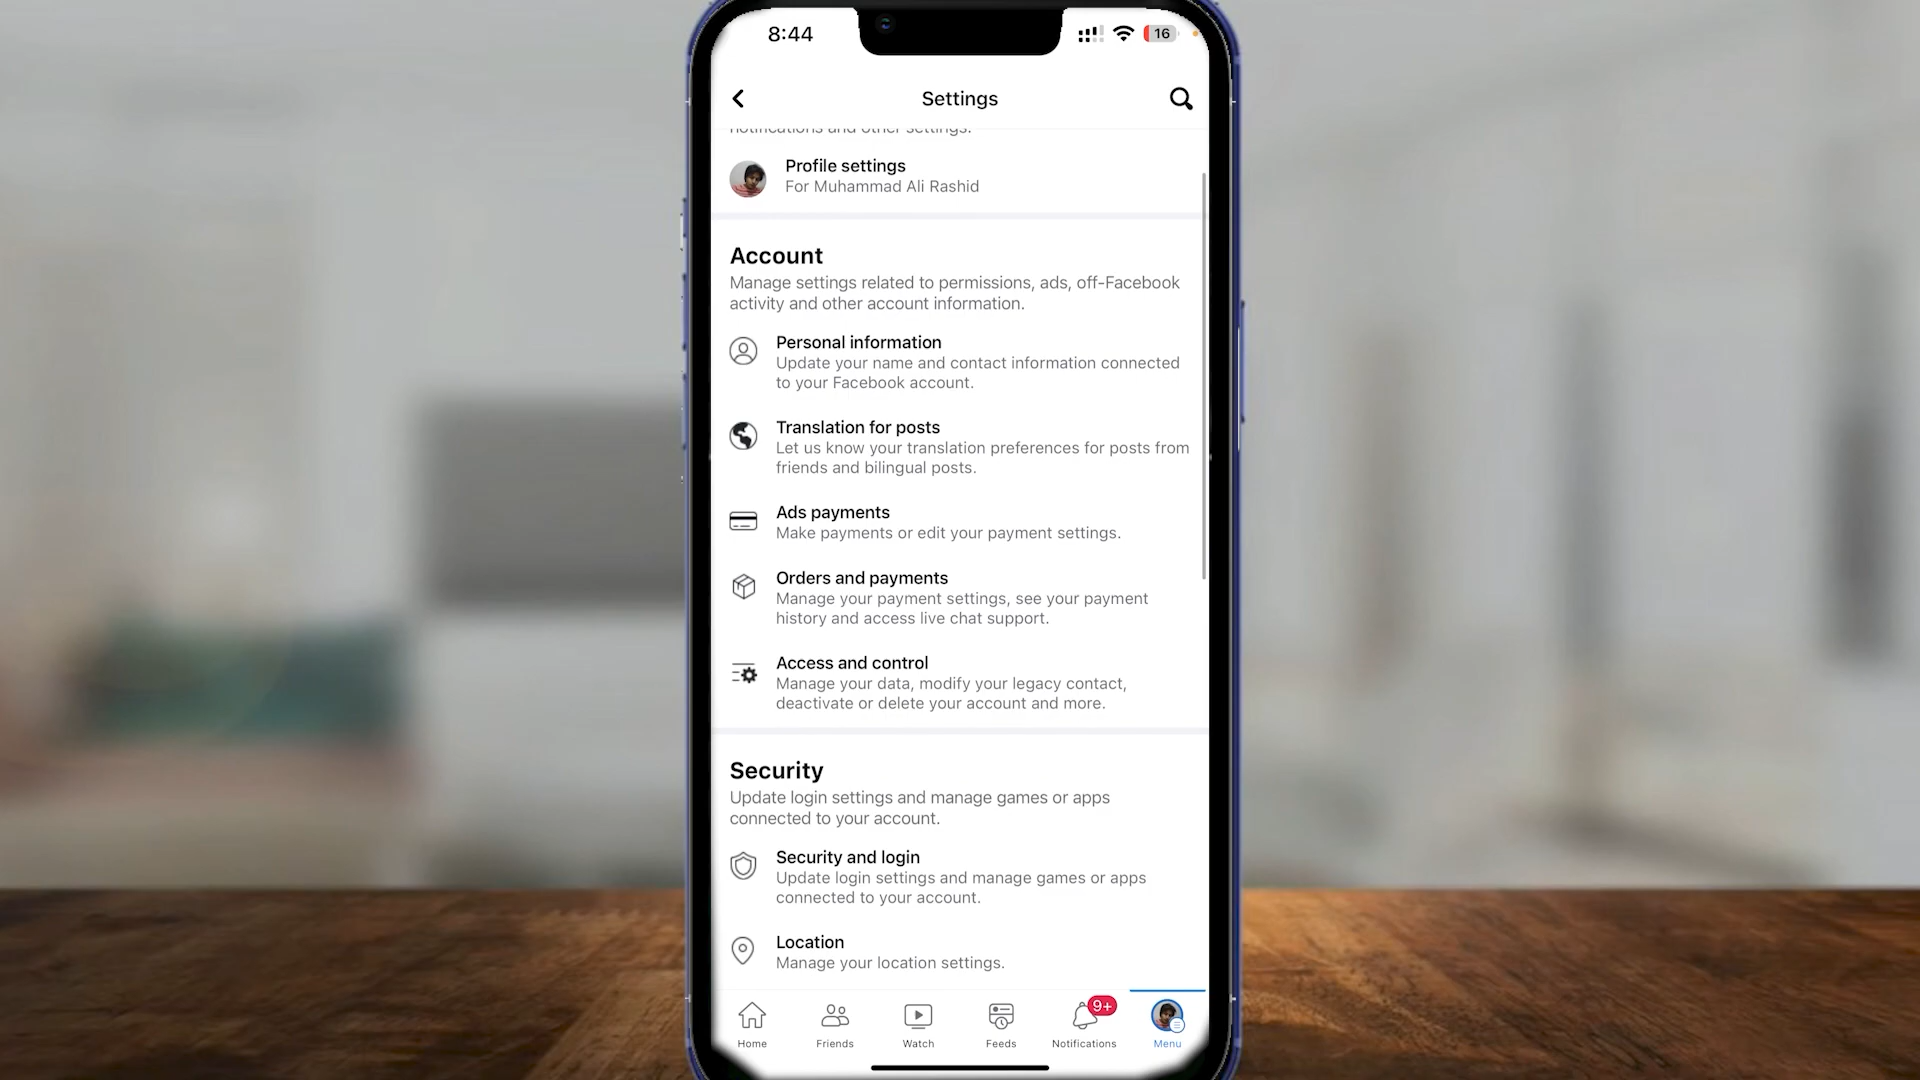 8:44
16
Settings
notifications and other settings.
Profile settings
For Muhammad Ali Rashid
Account
Manage settings related to permissions, ads, off-Facebook
activity and other account information.
Personal information
Update your name and contact information connected
to your Facebook account.
Translation for posts
Let us know your translation preferences for posts from
friends and bilingual posts.
Ads payments
Make payments or edit your payment settings.
Orders and payments
Manage your payment settings, see your payment
history and access live chat support.
Access and control
Manage your data, modify your legacy contact,
deactivate or delete your account and more.
Security
Update login settings and manage games or apps
connected to your account.
Security and login
Update login settings and manage games or apps
connected to your account.
Location
Manage your location settings.
9+
Home Friends Watch Feeds Notifications Menu